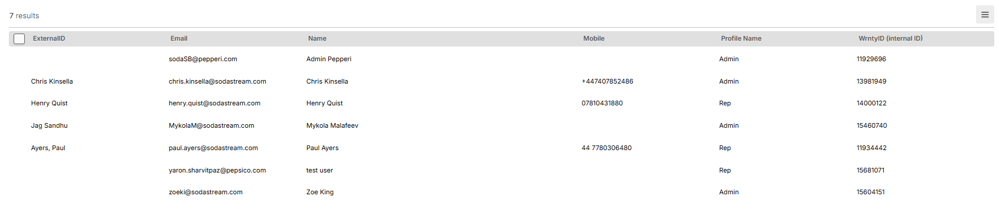 7 results
ExternalID Email Name Mobile Profile Name WrntyID (internal ID)
sodaSB@pepperi.com Admin Pepperi Admin 11929696
Chris Kinsella chris.kinsella@sodastream.com Chris Kinsella +447407852486 Admin 13981949
Henry Quist henry.quist@sodastream.com Henry Quist 07810431880 Rep 14000122
Jag Sandhu MykolaM@sodastream.com Mykola Malafeev Admin 15460740
Ayers, Paul paul.ayers@sodastream.com Paul Ayers 44 7780306480 Rep 11934442
yaron.sharvitpaz@pepsico.com test user Rep 15681071
zoeki@sodastream.com Zoe King Admin 15604151